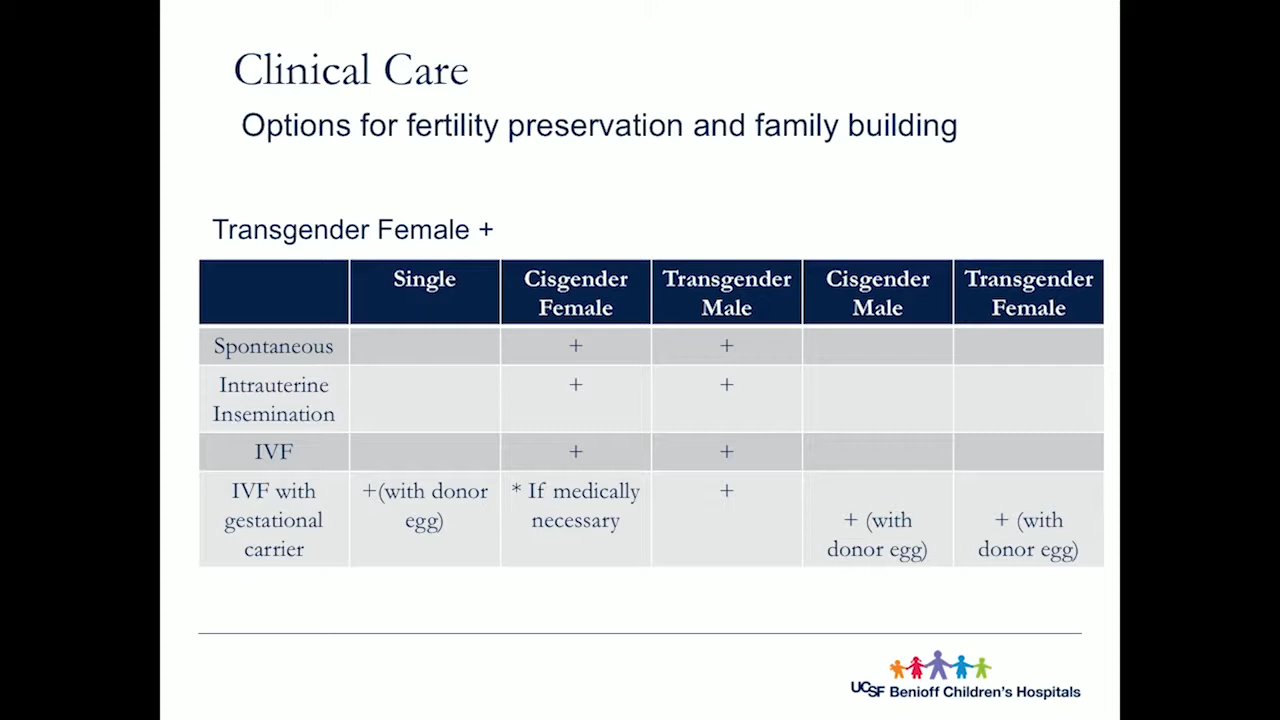 Clinical Care
Options for fertility preservation and family building
Transgender Female +
Single
Cisgender Female
Transgender Male
Cisgender Male
Transgender Female
Spontaneous + +
Intrauterine Insemination + +
IVF + +
IVF with gestational carrier
+(with donor egg)
* If medically necessary
+
+ (with donor egg)
+ (with donor egg)
UCSF Benioff Children's Hospitals